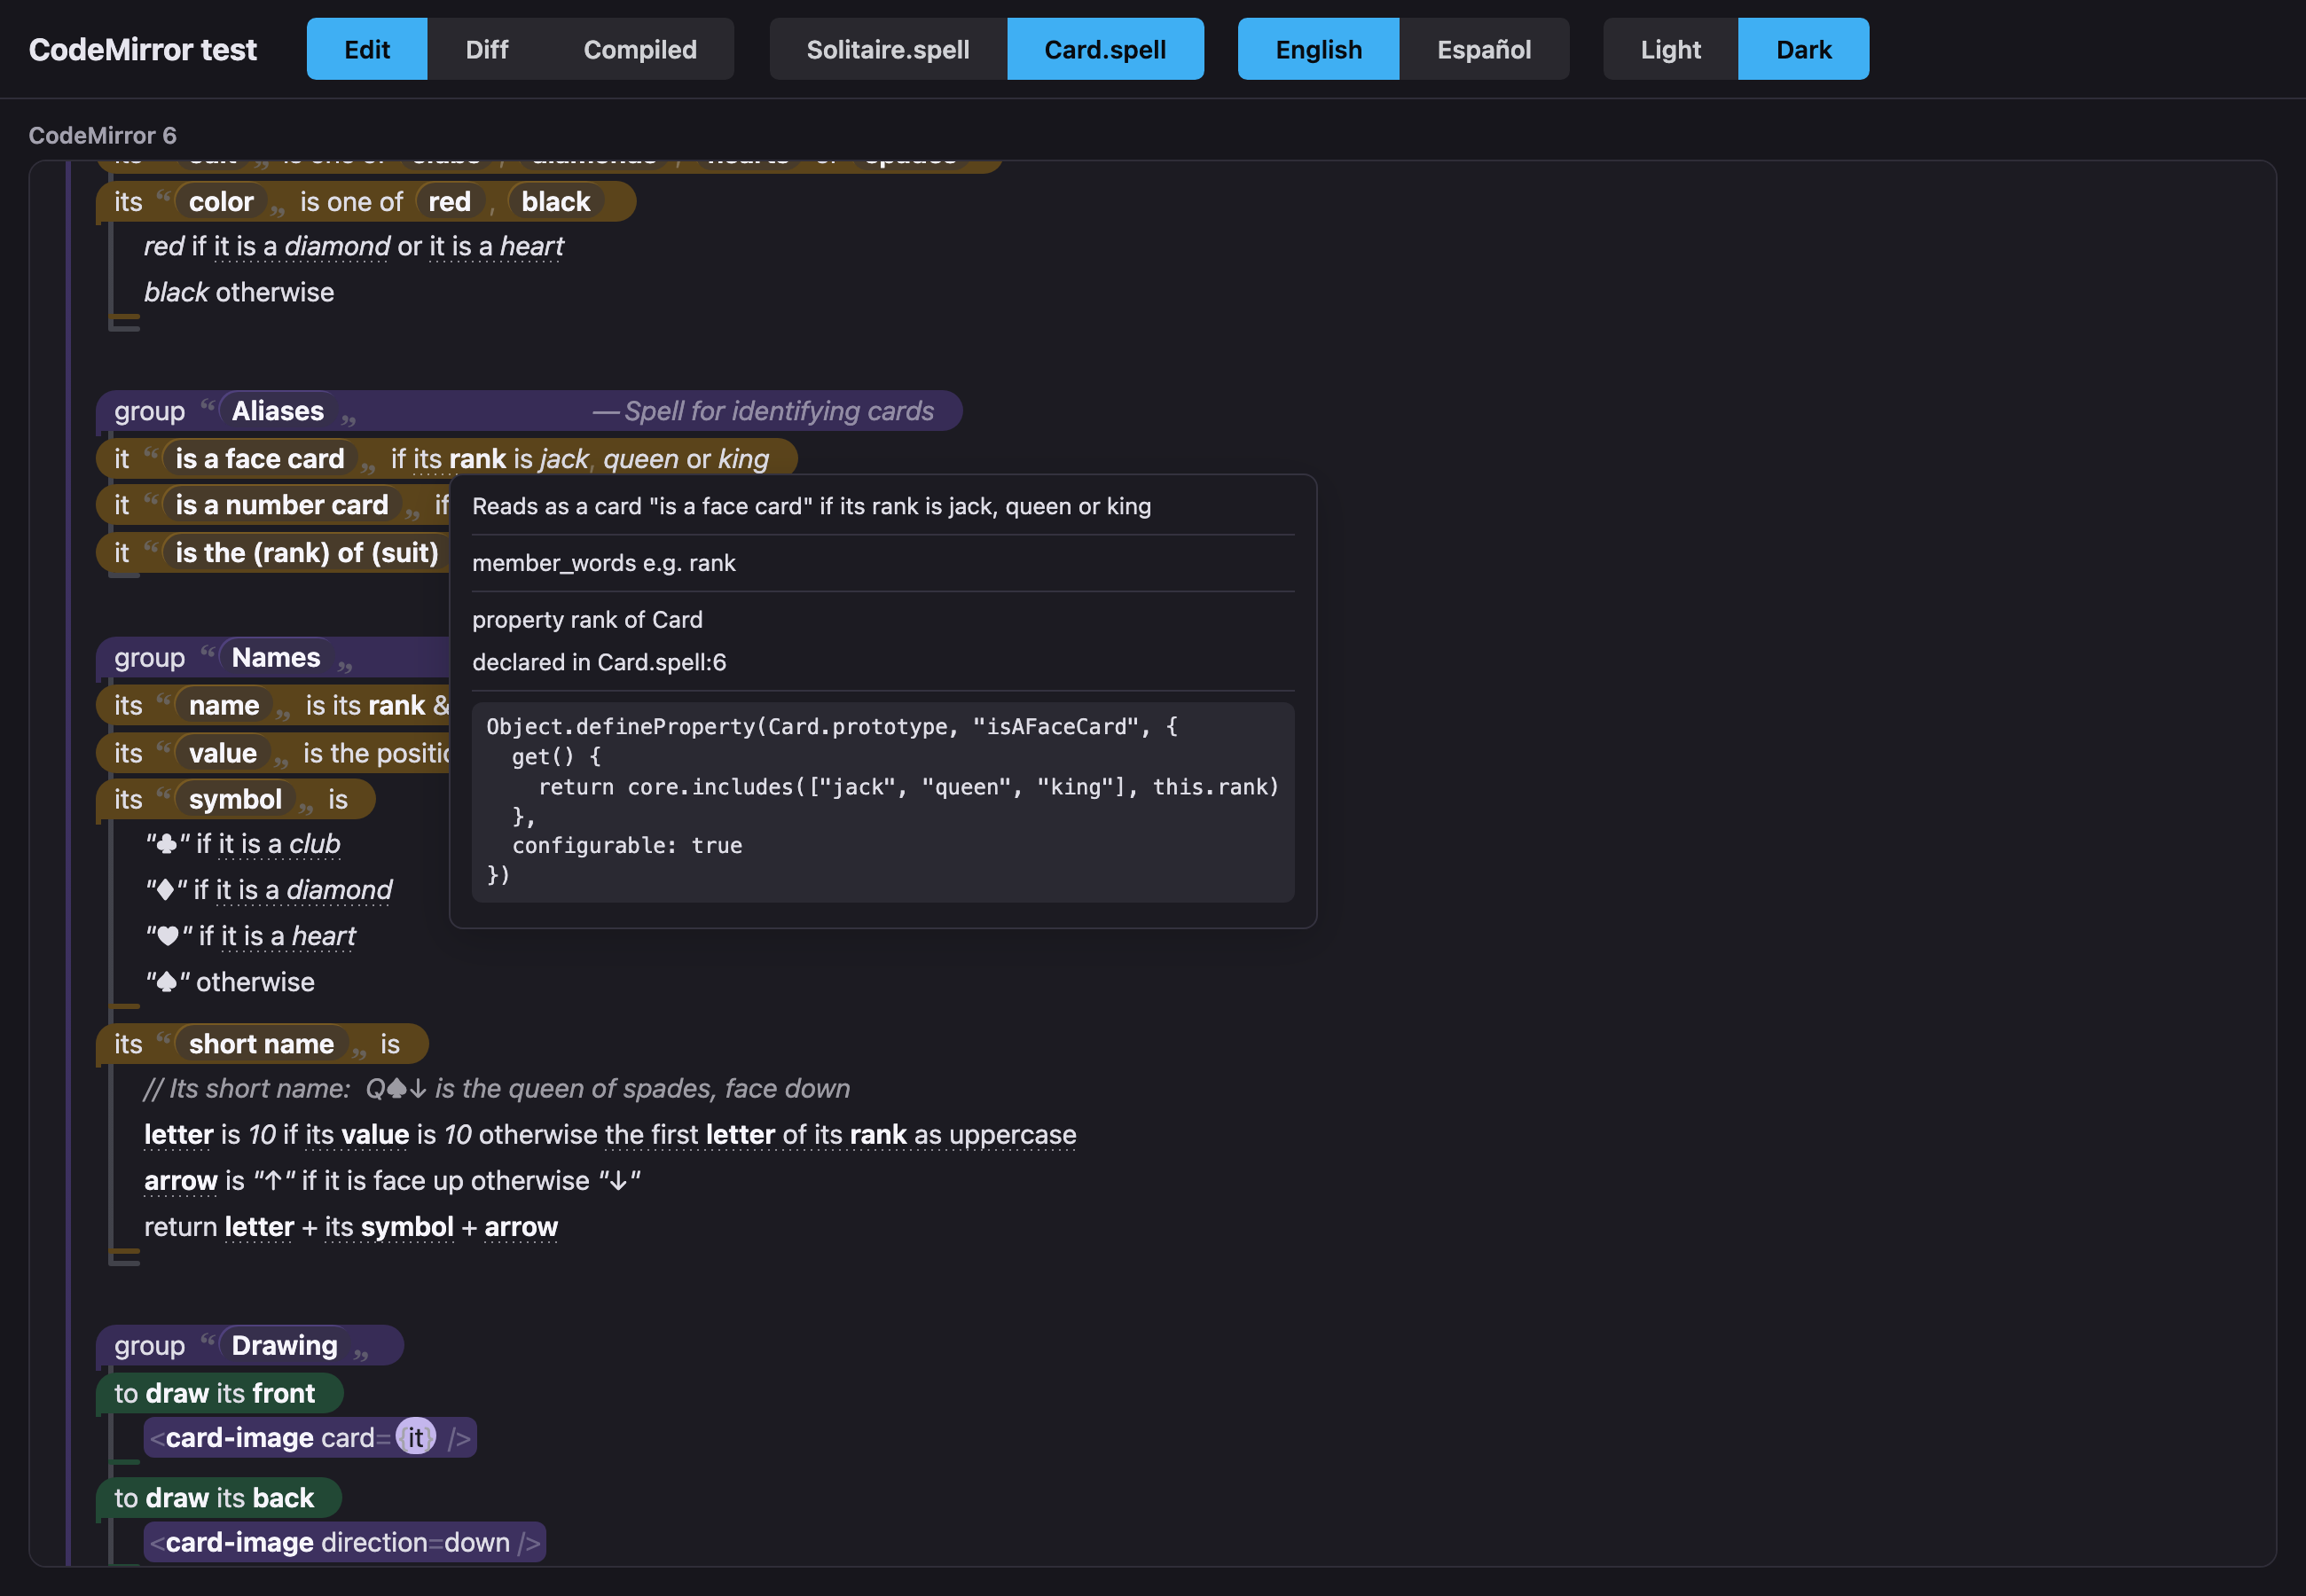 CodeMirror test Edit Diff Compiled Solitaire.spell Card.spell English Español Light Dark
CodeMirror 6
its “ color „ is one of red , black
red if it is a diamond or it is a heart
black otherwise
group “ Aliases „ — Spell for identifying cards
it “ is a face card „ if its rank is jack, queen or king
it “ is a number card „ if
it “ is the (rank) of (suit)
Reads as a card "is a face card" if its rank is jack, queen or king
member_words e.g. rank
property rank of Card
declared in Card.spell:6
Object.defineProperty(Card.prototype, "isAFaceCard", {
get() {
return core.includes(["jack", "queen", "king"], this.rank)
},
configurable: true
})
group “ Names „
its “ name „ is its rank &
its “ value „ is the positio
its “ symbol „ is
"♣" if it is a club
"♦" if it is a diamond
"♥" if it is a heart
"♠" otherwise
its “ short name „ is
// Its short name: Q♠↓ is the queen of spades, face down
letter is 10 if its value is 10 otherwise the first letter of its rank as uppercase
arrow is "↑" if it is face up otherwise "↓"
return letter + its symbol + arrow
group “ Drawing „
to draw its front
<card-image card={it} />
to draw its back
<card-image direction=down />